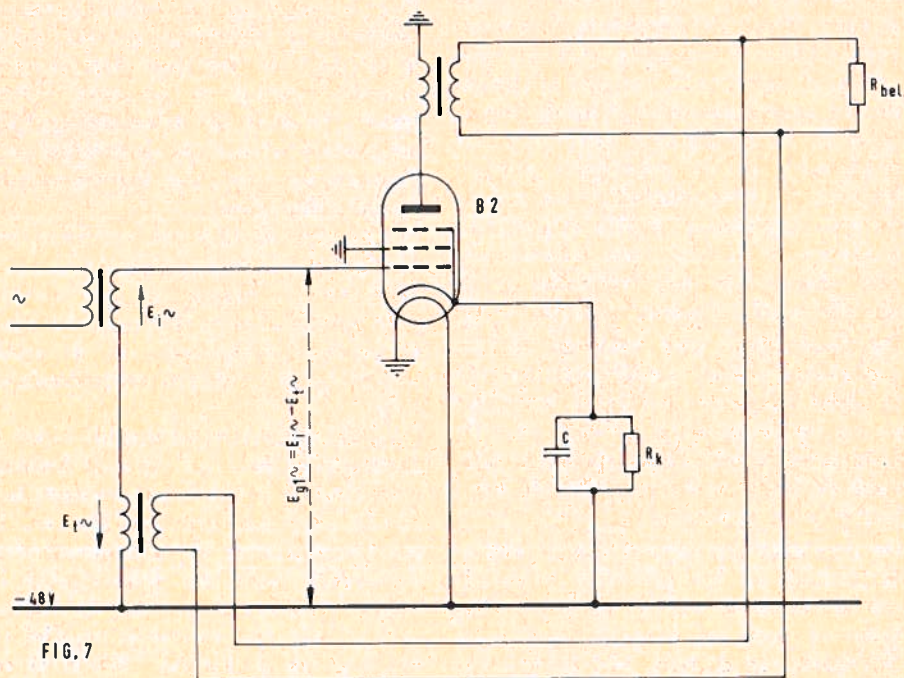 R bel.
B 2
~
E i ~
E g1 ~ = E i ~ - E t ~
C
R k
E t ~
-48V
FIG. 7